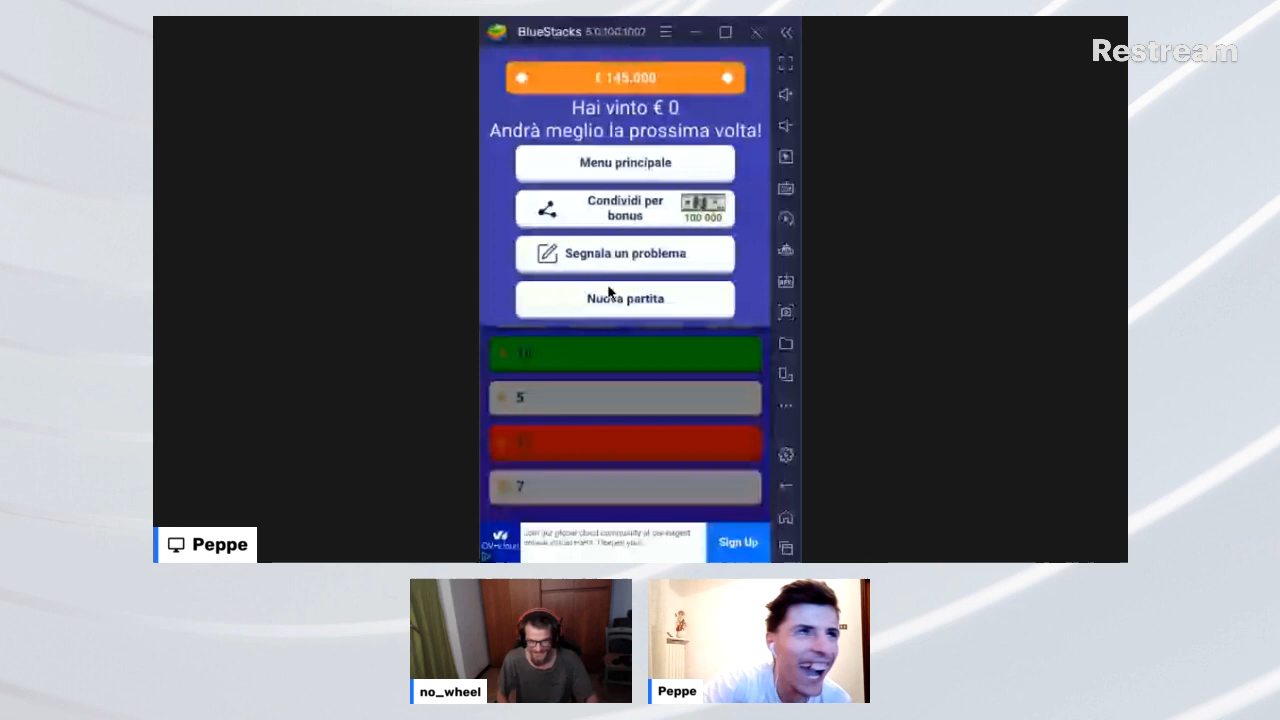 Restream
BlueStacks 5.0.100.1007
€ 145.000
Hai vinto € 0
Andrà meglio la prossima volta!
Menu principale
Condividi per
bonus
100 000
Segnala un problema
Nuova partita
5
7
Sign Up
Peppe
no_wheel
Peppe